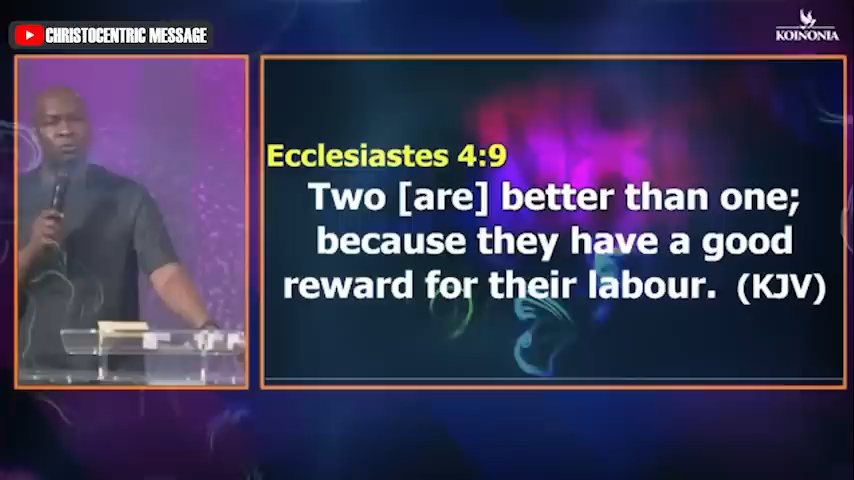 CHRISTOCENTRIC MESSAGE
KOINONIA
Ecclesiastes 4:9
Two [are] better than one;
because they have a good
reward for their labour. (KJV)